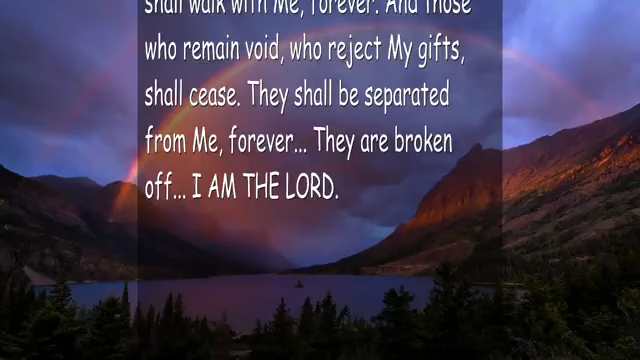 shall walk with Me, forever. And those
who remain void, who reject My gifts,
shall cease. They shall be separated
from Me, forever... They are broken
off... I AM THE LORD.